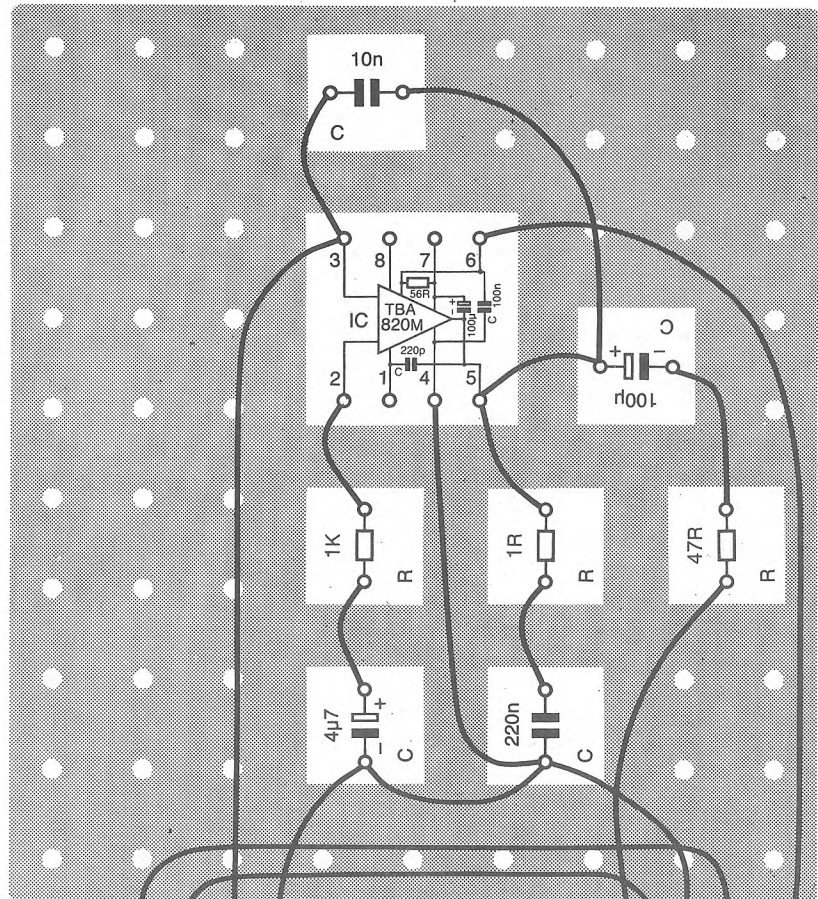 10n
C
3 8 7 6
56R
+
IC TBA
820M
–
100µ
C 100n
220p
C
2 1 4 5
C
+ –
100µ
1K
R
1R
R
47R
R
4µ7
+
–
C
220n
C